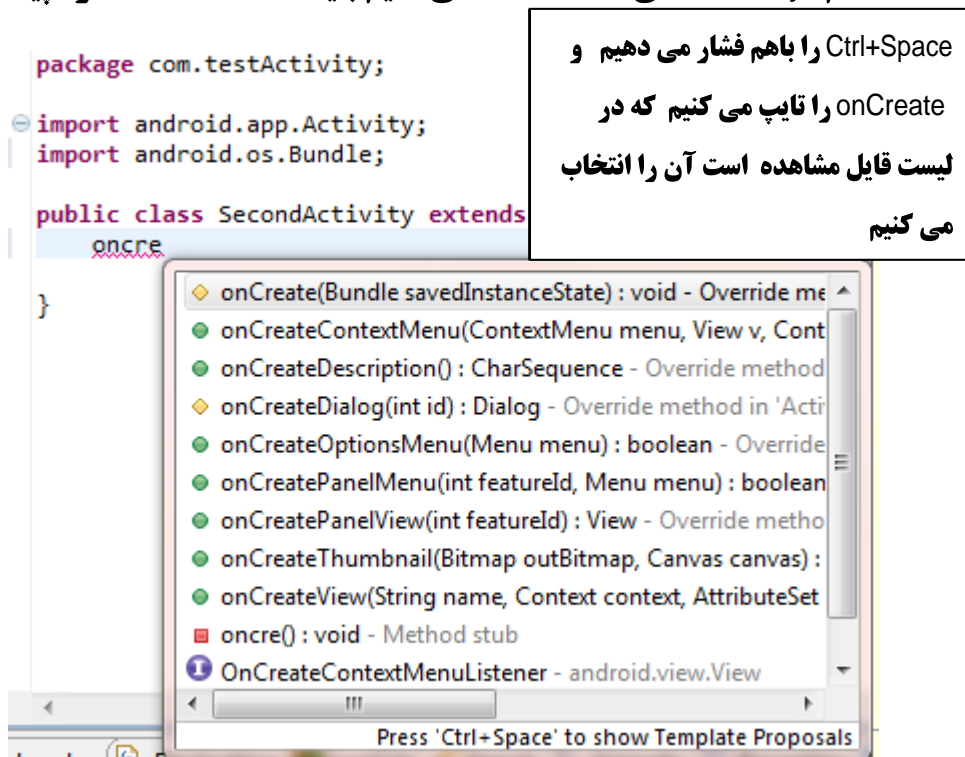 Ctrl+Space را باهم فشار می دهیم و
onCreate را تایپ می کنیم که در
لیست قایل مشاهده است آن را انتخاب
می کنیم
package com.testActivity;
import android.app.Activity;
import android.os.Bundle;
public class SecondActivity extends
oncre
}
onCreate(Bundle savedInstanceState) : void - Override me
onCreateContextMenu(ContextMenu menu, View v, Cont
onCreateDescription() : CharSequence - Override method
onCreateDialog(int id) : Dialog - Override method in 'Acti
onCreateOptionsMenu(Menu menu) : boolean - Override
onCreatePanelMenu(int featureId, Menu menu) : boolean
onCreatePanelView(int featureId) : View - Override metho
onCreateThumbnail(Bitmap outBitmap, Canvas canvas) :
onCreateView(String name, Context context, AttributeSet
oncre() : void - Method stub
OnCreateContextMenuListener - android.view.View
Press 'Ctrl+Space' to show Template Proposals